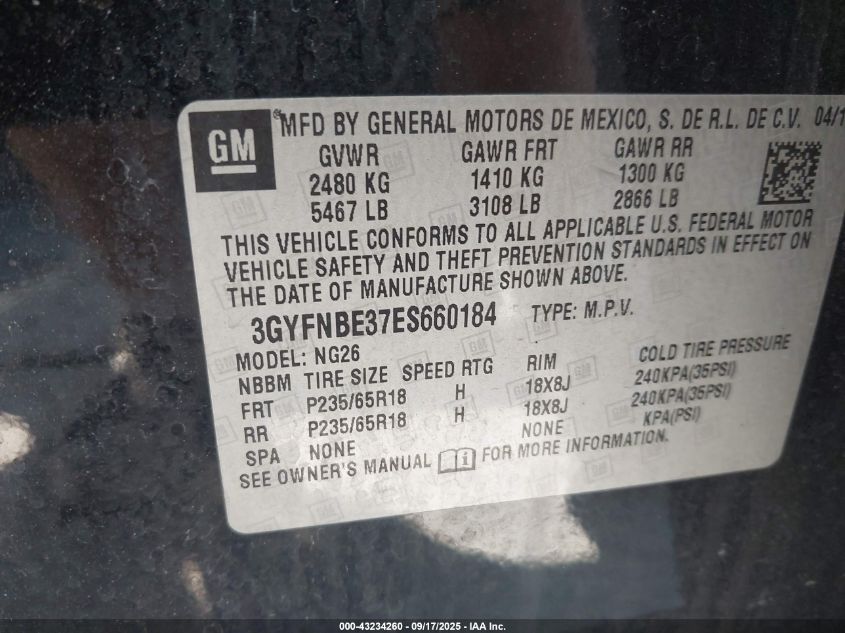 GM
MFD BY GENERAL MOTORS DE MEXICO, S. DE R.L. DE C.V. 04/1
GVWR GAWR FRT GAWR RR
2480 KG 1410 KG 1300 KG
5467 LB 3108 LB 2866 LB
THIS VEHICLE CONFORMS TO ALL APPLICABLE U.S. FEDERAL MOTOR
VEHICLE SAFETY AND THEFT PREVENTION STANDARDS IN EFFECT ON
THE DATE OF MANUFACTURE SHOWN ABOVE.
3GYFNBE37ES660184 TYPE: M.P.V.
MODEL: NG26
NBBM TIRE SIZE SPEED RTG RIM COLD TIRE PRESSURE
FRT P235/65R18 H 18X8J 240KPA(35PSI)
RR P235/65R18 H 18X8J 240KPA(35PSI)
SPA NONE NONE KPA(PSI)
SEE OWNER'S MANUAL FOR MORE INFORMATION.
000-43234260 - 09/17/2025 - IAA Inc.